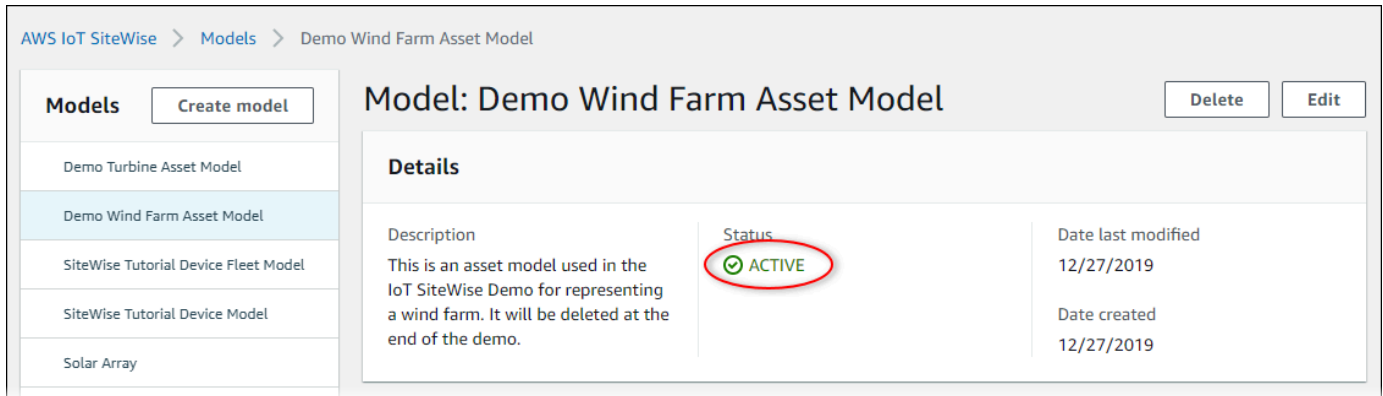 AWS IoT SiteWise > Models > Demo Wind Farm Asset Model
Models
Create model
Demo Turbine Asset Model
Demo Wind Farm Asset Model
SiteWise Tutorial Device Fleet Model
SiteWise Tutorial Device Model
Solar Array
Model: Demo Wind Farm Asset Model
Delete
Edit
Details
Description
This is an asset model used in the
IoT SiteWise Demo for representing
a wind farm. It will be deleted at the
end of the demo.
Status
ACTIVE
Date last modified
12/27/2019
Date created
12/27/2019